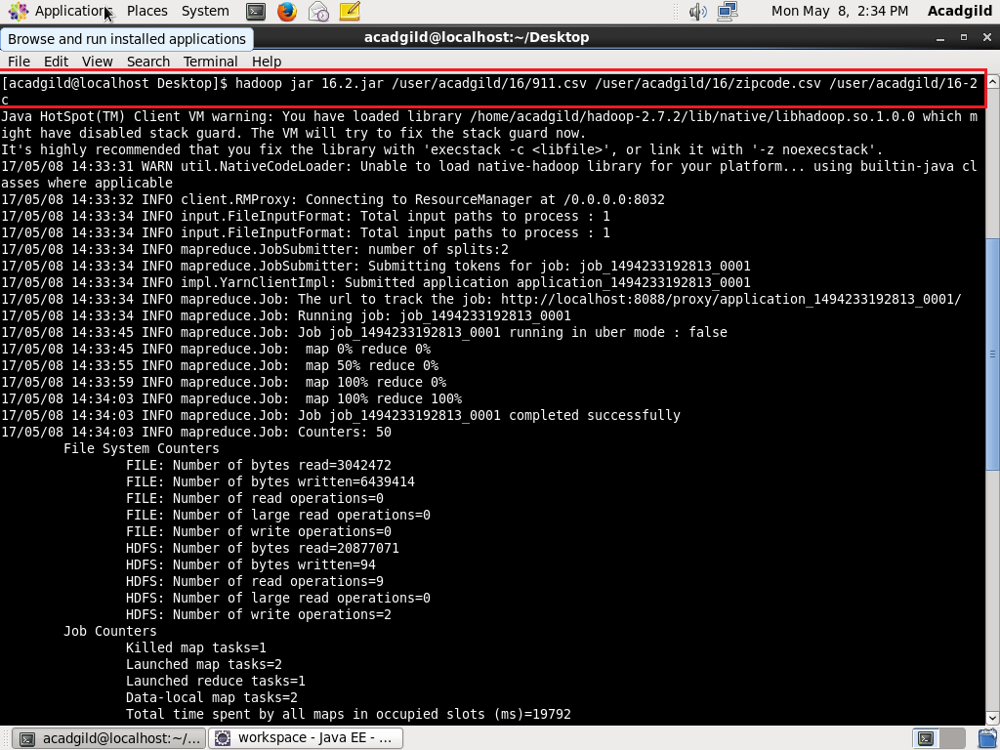 Applications Places System Mon May 8, 2:34 PM Acadgild
Browse and run installed applications
acadgild@localhost:~/Desktop
File Edit View Search Terminal Help
[acadgild@localhost Desktop]$ hadoop jar 16.2.jar /user/acadgild/16/911.csv /user/acadgild/16/zipcode.csv /user/acadgild/16-2
c
Java HotSpot(TM) Client VM warning: You have loaded library /home/acadgild/hadoop-2.7.2/lib/native/libhadoop.so.1.0.0 which m
ight have disabled stack guard. The VM will try to fix the stack guard now.
It's highly recommended that you fix the library with 'execstack -c <libfile>', or link it with '-z noexecstack'.
17/05/08 14:33:31 WARN util.NativeCodeLoader: Unable to load native-hadoop library for your platform... using builtin-java cl
asses where applicable
17/05/08 14:33:32 INFO client.RMProxy: Connecting to ResourceManager at /0.0.0.0:8032
17/05/08 14:33:34 INFO input.FileInputFormat: Total input paths to process : 1
17/05/08 14:33:34 INFO input.FileInputFormat: Total input paths to process : 1
17/05/08 14:33:34 INFO mapreduce.JobSubmitter: number of splits:2
17/05/08 14:33:34 INFO mapreduce.JobSubmitter: Submitting tokens for job: job_1494233192813_0001
17/05/08 14:33:34 INFO impl.YarnClientImpl: Submitted application application_1494233192813_0001
17/05/08 14:33:34 INFO mapreduce.Job: The url to track the job: http://localhost:8088/proxy/application_1494233192813_0001/
17/05/08 14:33:34 INFO mapreduce.Job: Running job: job_1494233192813_0001
17/05/08 14:33:45 INFO mapreduce.Job: Job job_1494233192813_0001 running in uber mode : false
17/05/08 14:33:45 INFO mapreduce.Job:  map 0% reduce 0%
17/05/08 14:33:55 INFO mapreduce.Job:  map 50% reduce 0%
17/05/08 14:33:59 INFO mapreduce.Job:  map 100% reduce 0%
17/05/08 14:34:03 INFO mapreduce.Job:  map 100% reduce 100%
17/05/08 14:34:03 INFO mapreduce.Job: Job job_1494233192813_0001 completed successfully
17/05/08 14:34:03 INFO mapreduce.Job: Counters: 50
File System Counters
FILE: Number of bytes read=3042472
FILE: Number of bytes written=6439414
FILE: Number of read operations=0
FILE: Number of large read operations=0
FILE: Number of write operations=0
HDFS: Number of bytes read=20877071
HDFS: Number of bytes written=94
HDFS: Number of read operations=9
HDFS: Number of large read operations=0
HDFS: Number of write operations=2
Job Counters
Killed map tasks=1
Launched map tasks=2
Launched reduce tasks=1
Data-local map tasks=2
Total time spent by all maps in occupied slots (ms)=19792
acadgild@localhost:~/... workspace - Java EE - ...